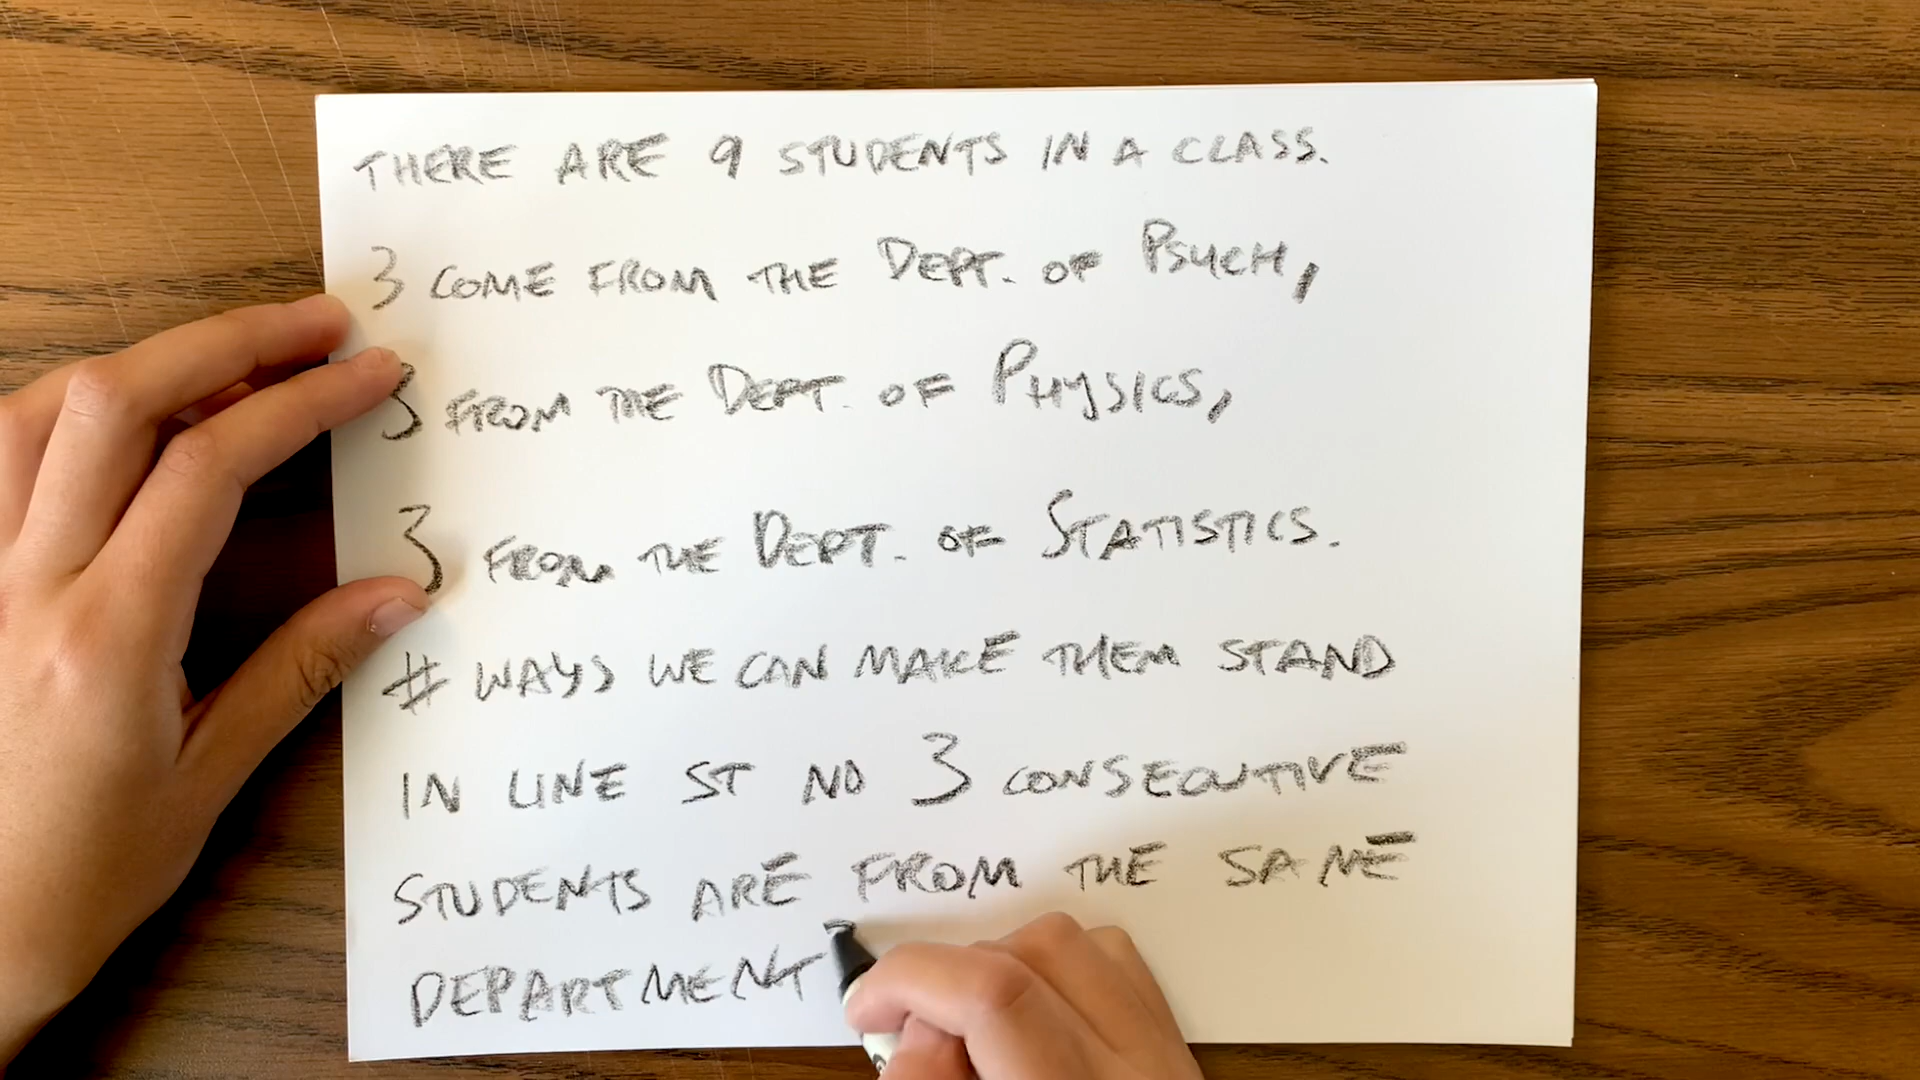 THERE ARE 9 STUDENTS IN A CLASS.
3 COME FROM THE DEPT. OF PSYCH,
3 FROM THE DEPT. OF PHYSICS,
3 FROM THE DEPT. OF STATISTICS.
# WAYS WE CAN MAKE THEM STAND
IN LINE ST NO 3 CONSECUTIVE
STUDENTS ARE FROM THE SAME
DEPARTMENT